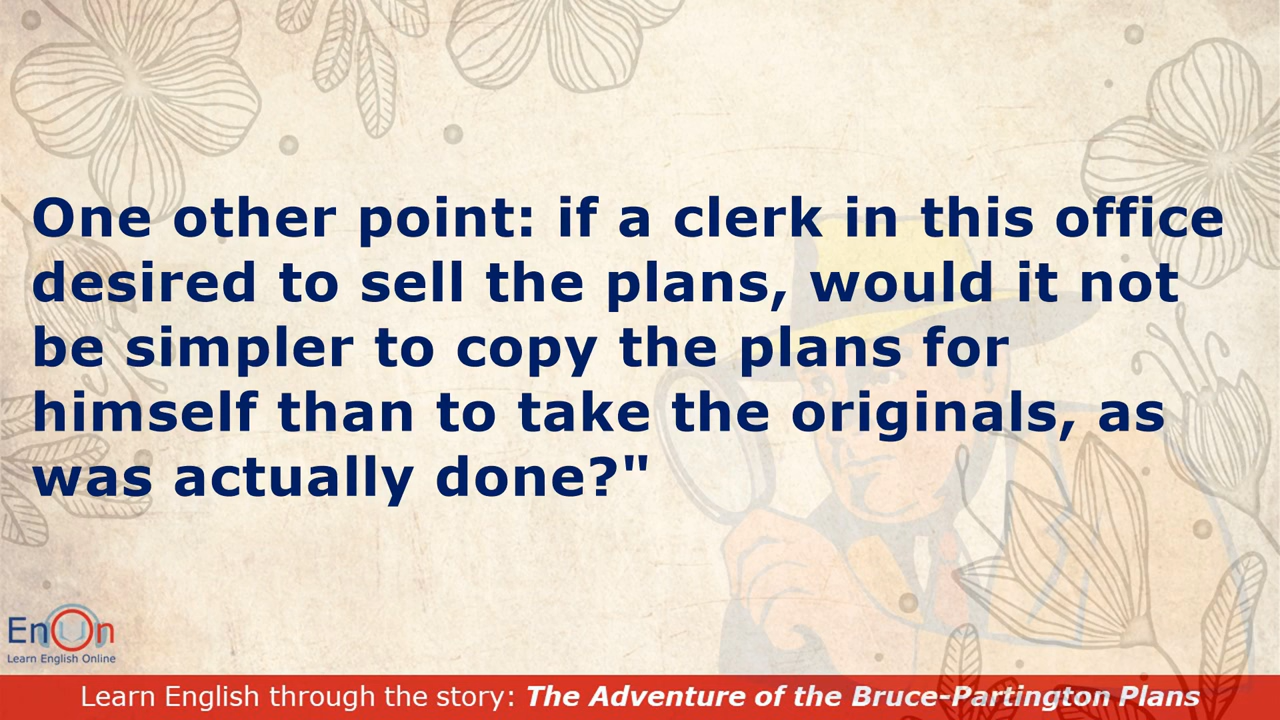 One other point: if a clerk in this office
desired to sell the plans, would it not
be simpler to copy the plans for
himself than to take the originals, as
was actually done?"
EnOn
Learn English Online
Learn English through the story: The Adventure of the Bruce-Partington Plans